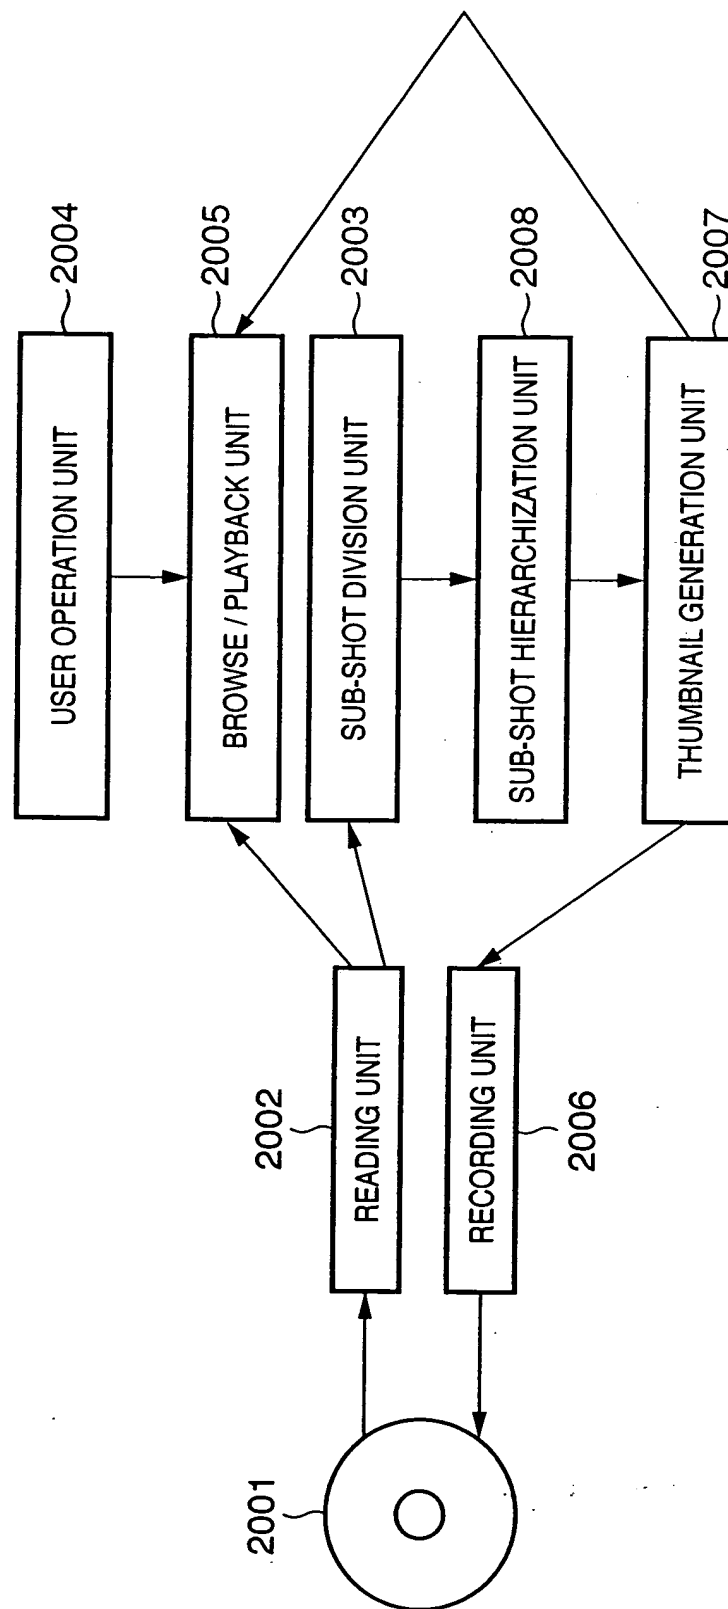 2004
USER OPERATION UNIT
2005
BROWSE / PLAYBACK UNIT
2003
SUB-SHOT DIVISION UNIT
2008
SUB-SHOT HIERARCHIZATION UNIT
2007
THUMBNAIL GENERATION UNIT
2002
READING UNIT
RECORDING UNIT
2006
2001